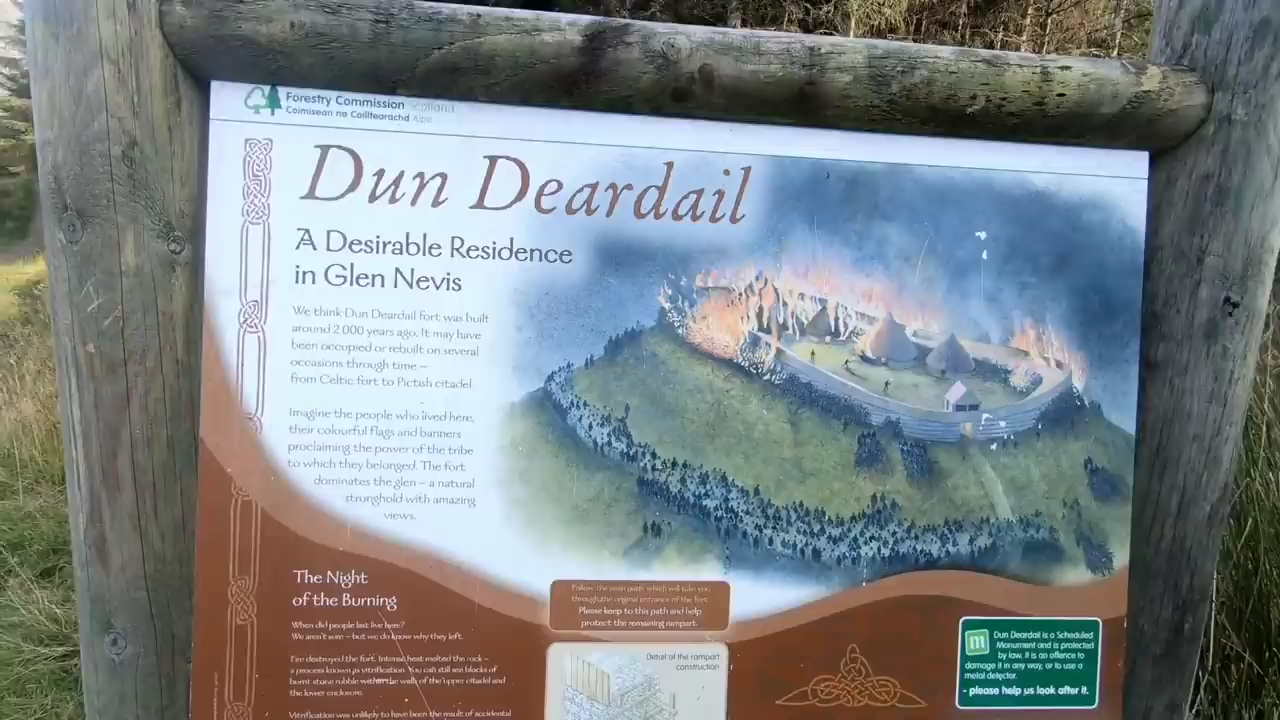 Forestry Commission Scotland
Coimisean na Coilltearachd Alba
Dun Deardail
A Desirable Residence
in Glen Nevis
We think Dun Deardail fort was built
around 2 000 years ago. It may have
been occupied or rebuilt on several
occasions through time –
from Celtic fort to Pictish citadel.
Imagine the people who lived here,
their colourful flags and banners
proclaiming the power of the tribe
to which they belonged. The fort
dominates the glen – a natural
stronghold with amazing
views.
The Night
of the Burning
When did people last live here?
We aren't sure – but we do know why they left.
Fire destroyed the fort. Intense heat melted the rock –
a process known as vitrification. You can still see blocks of
burnt stone rubble within the walls of the upper citadel and
the lower enclosure.
Vitrification was unlikely to have been the result of accidental
Follow the main path which will take you
through the original entrance of the fort.
Please keep to this path and help
protect the remaining rampart.
Detail of the rampart
construction
m
Dun Deardail is a Scheduled
Monument and is protected
by law. It is an offence to
damage it in any way, or to use a
metal detector.
- please help us look after it.